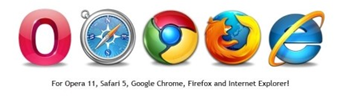 For Opera 11, Safari 5, Google Chrome, Firefox and Internet Explorer!